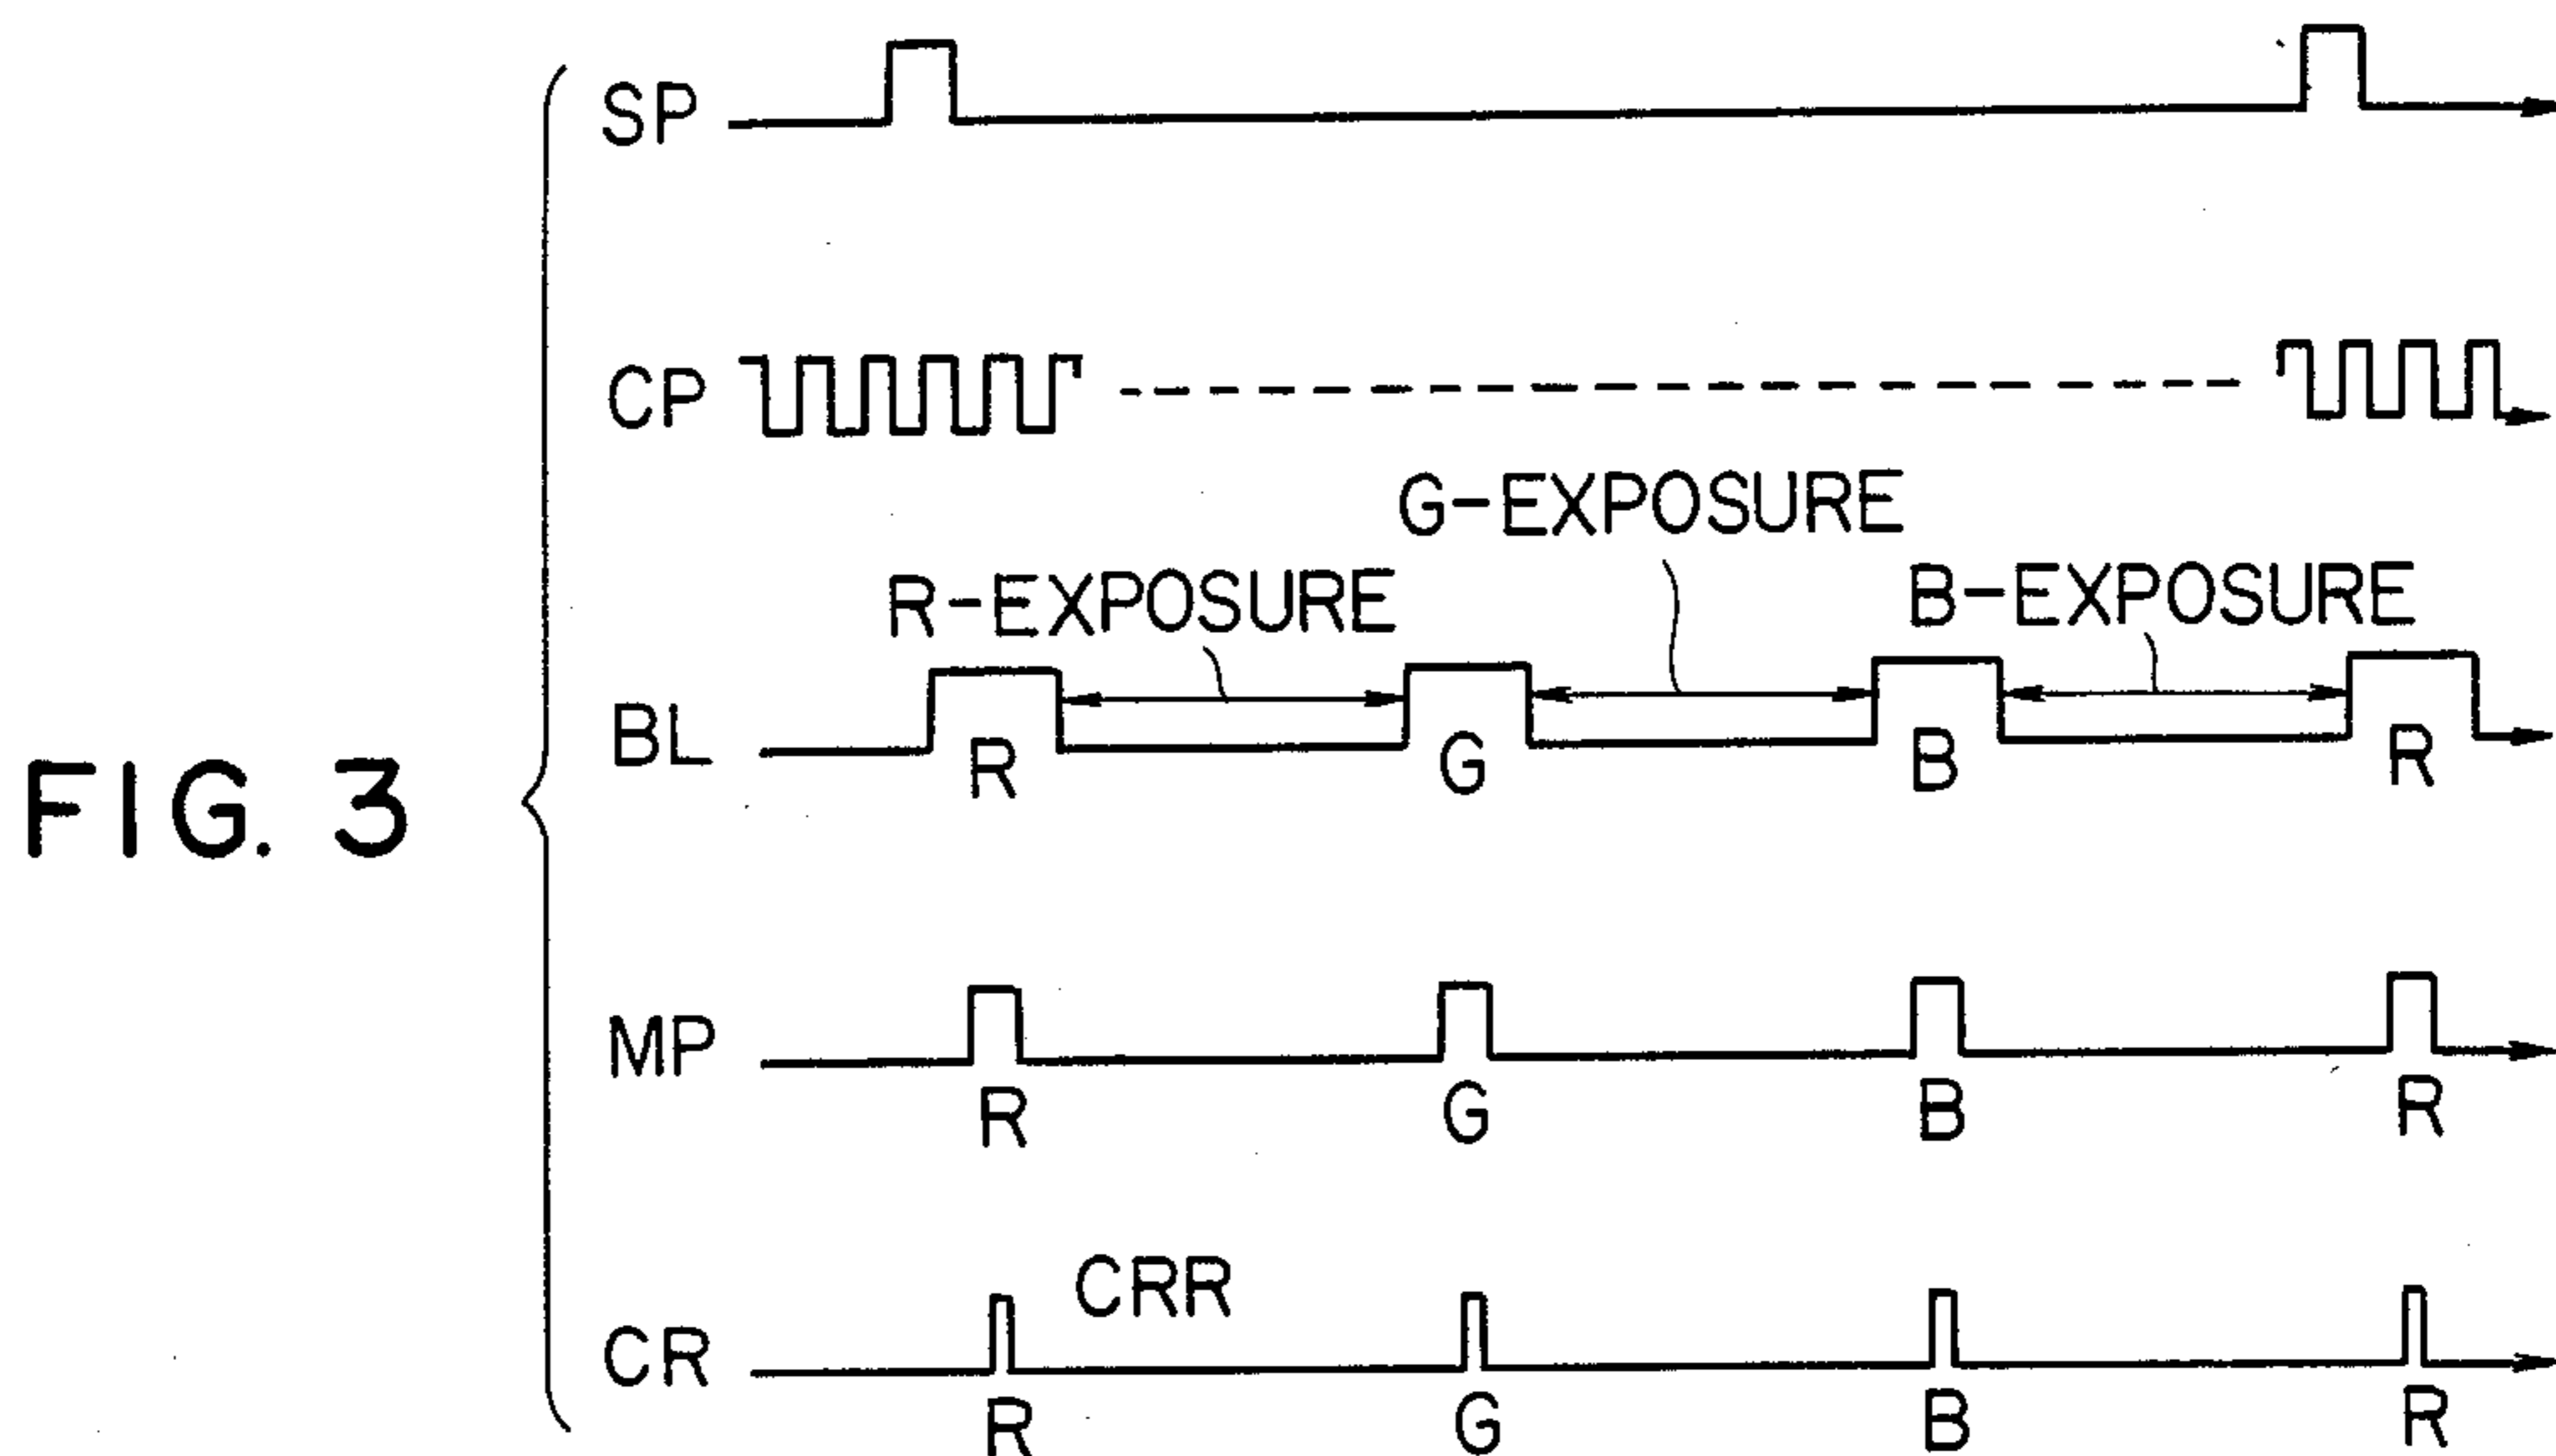 FIG. 3
SP
CP
G-EXPOSURE
R-EXPOSURE
B-EXPOSURE
BL
R G B R
MP
R G B R
CRR
CR
R G B R